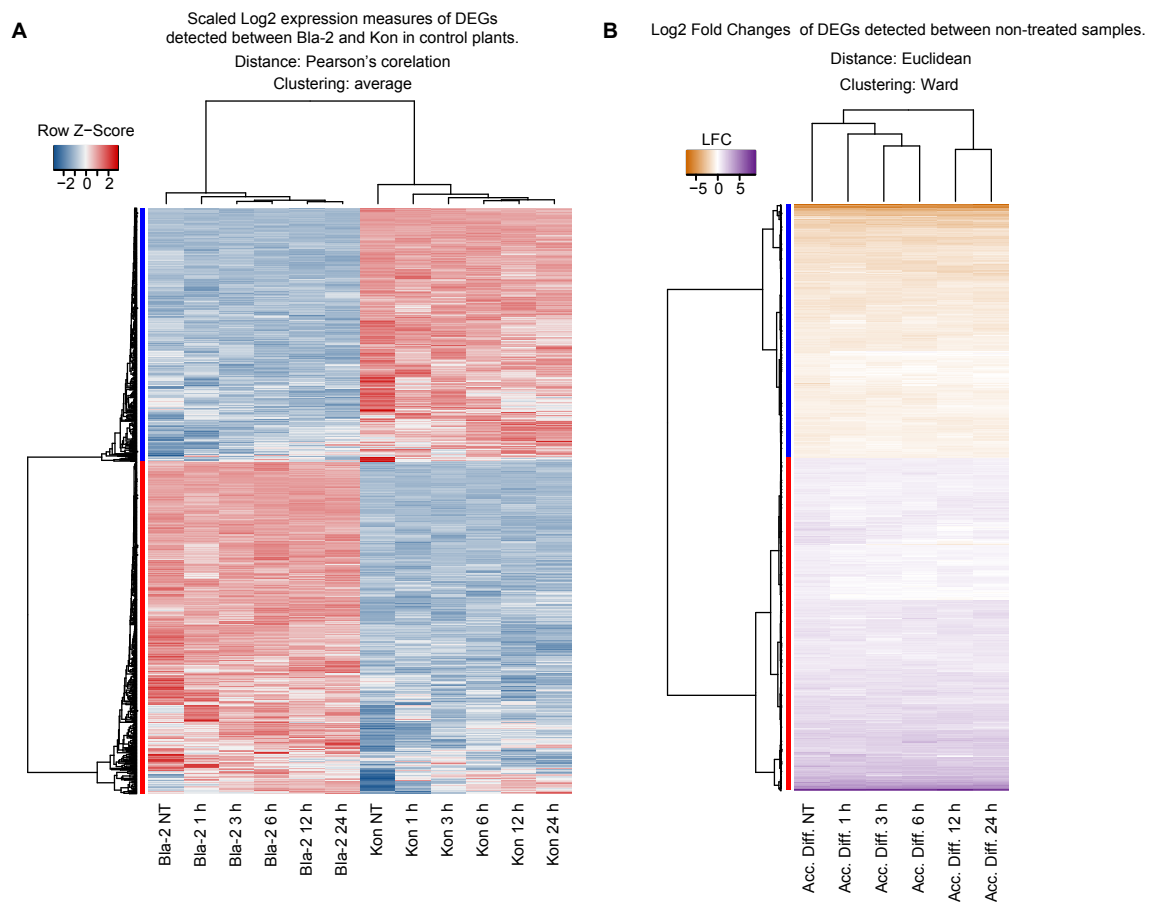 A
Scaled Log2 expression measures of DEGs
detected between Bla-2 and Kon in control plants.
Distance: Pearson's corelation
Clustering: average
Row Z−Score
−2 0 2
Bla-2 NT
Bla-2 1 h
Bla-2 3 h
Bla-2 6 h
Bla-2 12 h
Bla-2 24 h
Kon NT
Kon 1 h
Kon 3 h
Kon 6 h
Kon 12 h
Kon 24 h
B
Log2 Fold Changes of DEGs detected between non-treated samples.
Distance: Euclidean
Clustering: Ward
LFC
−5 0 5
Acc. Diff. NT
Acc. Diff. 1 h
Acc. Diff. 3 h
Acc. Diff. 6 h
Acc. Diff. 12 h
Acc. Diff. 24 h